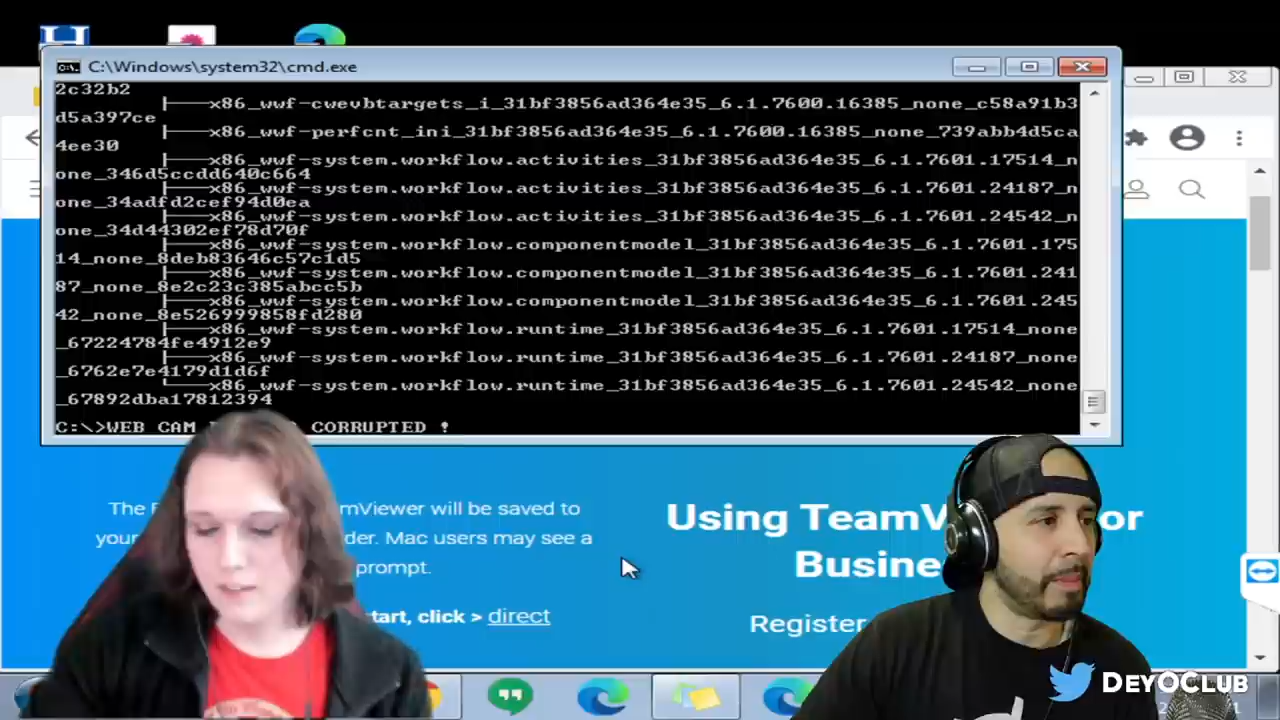 C:\Windows\system32\cmd.exe
2c32b2
x86_wwf-cwevbtargets_i_31bf3856ad364e35_6.1.7600.16385_none_c58a91b3
d5a397ce
x86_wwf-perfcnt_ini_31bf3856ad364e35_6.1.7600.16385_none_739abb4d5ca
4ee30
x86_wwf-system.workflow.activities_31bf3856ad364e35_6.1.7601.17514_n
one_346d5ccdd640c664
x86_wwf-system.workflow.activities_31bf3856ad364e35_6.1.7601.24187_n
one_34adfd2cef94d0ea
x86_wwf-system.workflow.activities_31bf3856ad364e35_6.1.7601.24542_n
one_34d44302ef78d70f
x86_wwf-system.workflow.componentmodel_31bf3856ad364e35_6.1.7601.175
14_none_8deb83646c57c1d5
x86_wwf-system.workflow.componentmodel_31bf3856ad364e35_6.1.7601.241
87_none_8e2c23c385abcc5b
x86_wwf-system.workflow.componentmodel_31bf3856ad364e35_6.1.7601.245
42_none_8e526999858fd280
x86_wwf-system.workflow.runtime_31bf3856ad364e35_6.1.7601.17514_none
_67224784fe4912e9
x86_wwf-system.workflow.runtime_31bf3856ad364e35_6.1.7601.24187_none
_6762e7e4179d1d6f
x86_wwf-system.workflow.runtime_31bf3856ad364e35_6.1.7601.24542_none
_67892dba17812394
C:\>WEB CAM CORRUPTED !
The mViewer will be saved to
your der. Mac users may see a
prompt.
tart, click > direct
Using TeamV or
Busine
Register
DEYOCLUB